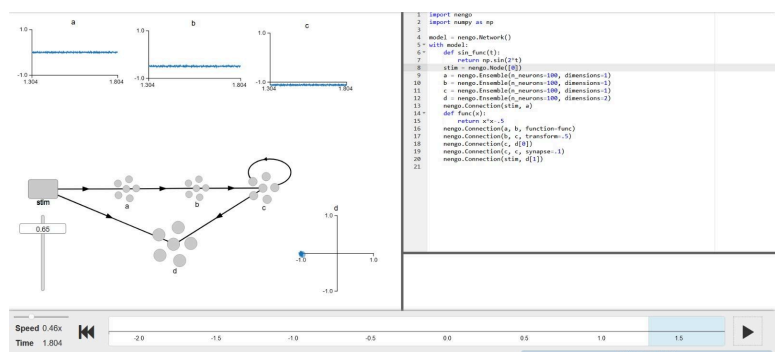 a
1.0
-1.0
1.304
1.804
b
1.0
-1.0
1.304
1.804
c
1.0
-1.0
1.304
1.804
stim
0.65
a
b
c
d
d
1.0
-1.0
1.0
-1.0
1 import nengo
2 import numpy as np
3
4 model = nengo.Network()
5 with model:
6     def sin_func(t):
7         return np.sin(2*t)
8     stim = nengo.Node([0])
9     a = nengo.Ensemble(n_neurons=100, dimensions=1)
10     b = nengo.Ensemble(n_neurons=100, dimensions=1)
11     c = nengo.Ensemble(n_neurons=100, dimensions=1)
12     d = nengo.Ensemble(n_neurons=100, dimensions=2)
13     nengo.Connection(stim, a)
14     def func(x):
15         return x*x-.5
16     nengo.Connection(a, b, function=func)
17     nengo.Connection(b, c, transform=.5)
18     nengo.Connection(c, d[0])
19     nengo.Connection(c, c, synapse=.1)
20     nengo.Connection(stim, d[1])
21
Speed 0.46x
Time 1.804
-2.0 -1.5 -1.0 -0.5 0.0 0.5 1.0 1.5